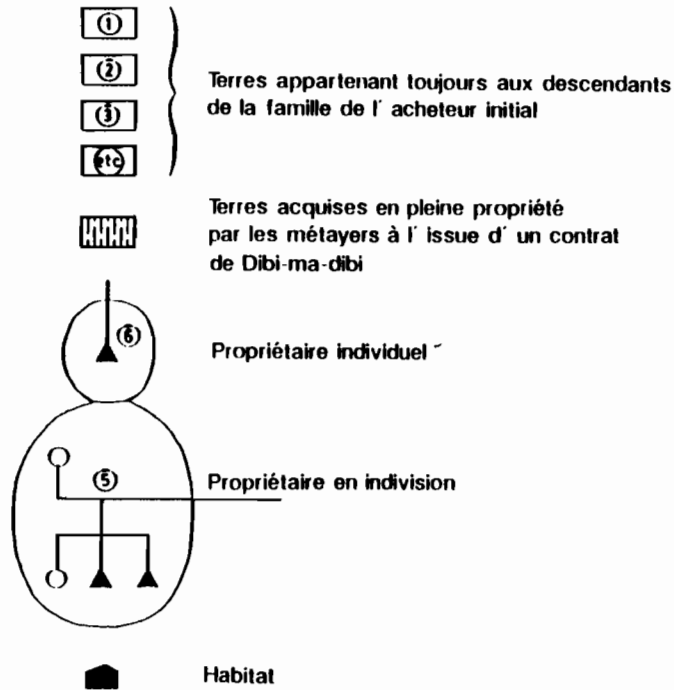 1
2
3
etc
Terres appartenant toujours aux descendants
de la famille de l' acheteur initial
Terres acquises en pleine propriété
par les métayers à l' issue d' un contrat
de Dibi-ma-dibi
6
Propriétaire individuel
5
Propriétaire en indivision
Habitat